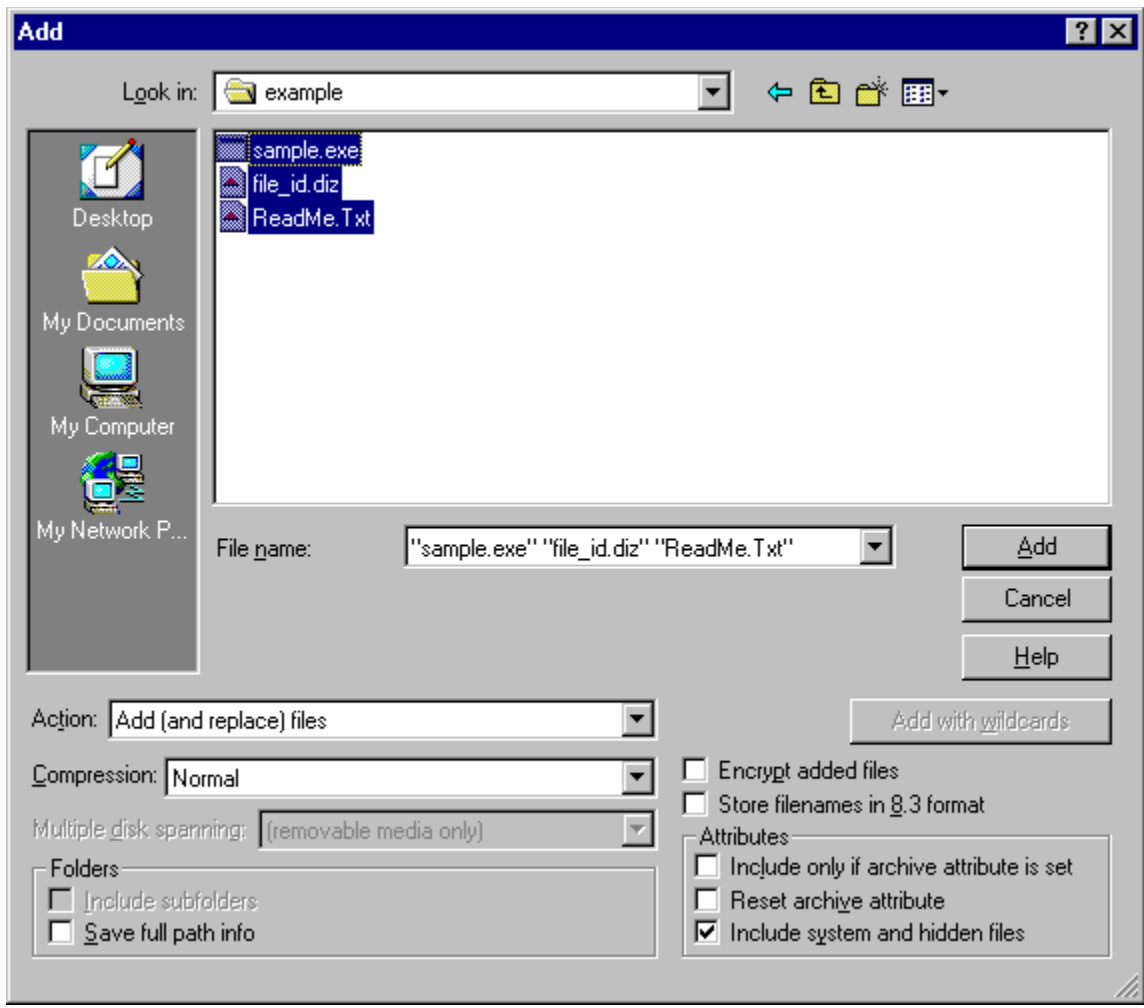 Add
Look in: example
Desktop
My Documents
My Computer
My Network P...
sample.exe
file_id.diz
ReadMe.Txt
File name: "sample.exe" "file_id.diz" "ReadMe.Txt"
Add
Cancel
Help
Action: Add (and replace) files
Add with wildcards
Compression: Normal
Multiple disk spanning: (removable media only)
Folders
Include subfolders
Save full path info
Encrypt added files
Store filenames in 8.3 format
Attributes
Include only if archive attribute is set
Reset archive attribute
Include system and hidden files